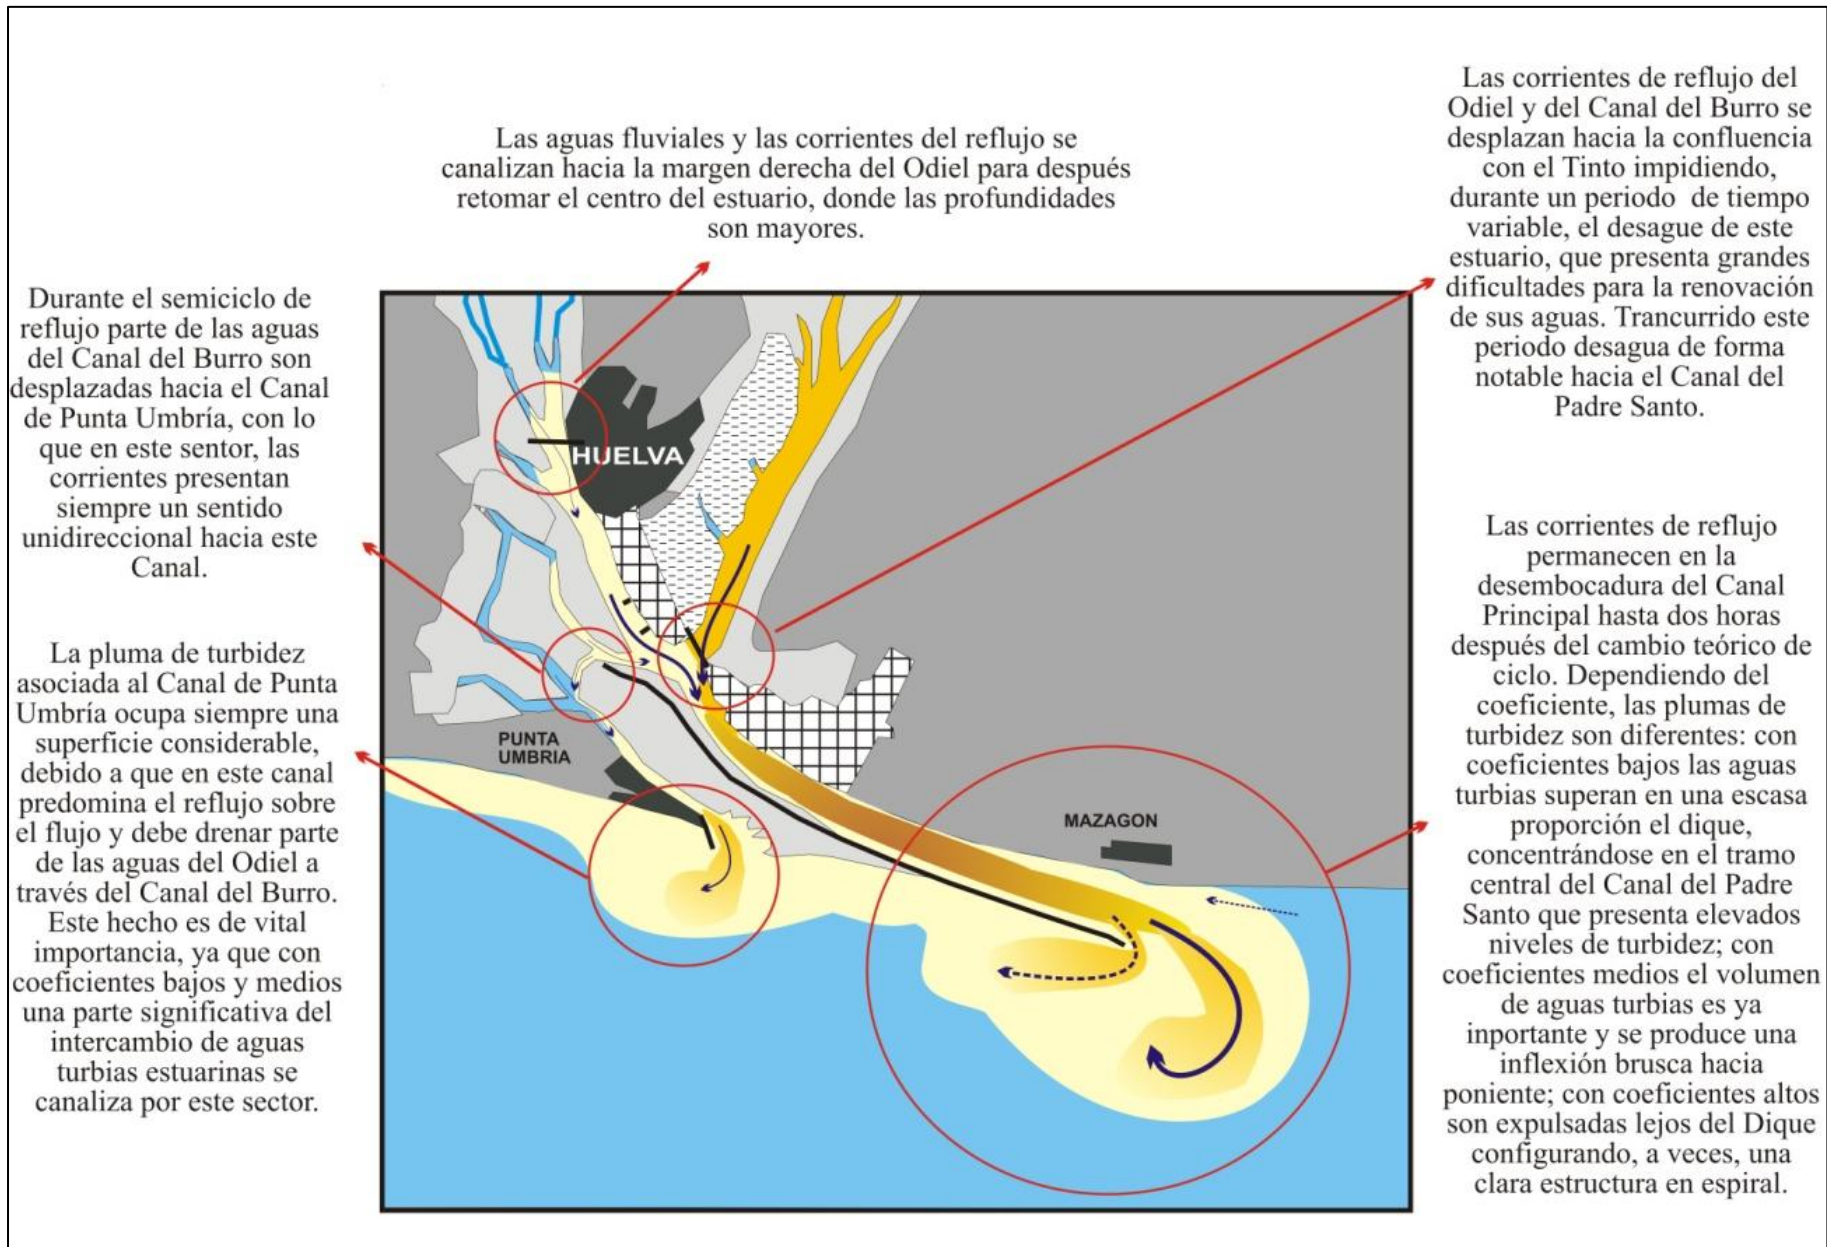 Las aguas fluviales y las corrientes del reflujo se
canalizan hacia la margen derecha del Odiel para después
retomar el centro del estuario, donde las profundidades
son mayores.
Durante el semiciclo de
reflujo parte de las aguas
del Canal del Burro son
desplazadas hacia el Canal
de Punta Umbría, con lo
que en este sentor, las
corrientes presentan
siempre un sentido
unidireccional hacia este
Canal.
La pluma de turbidez
asociada al Canal de Punta
Umbría ocupa siempre una
superficie considerable,
debido a que en este canal
predomina el reflujo sobre
el flujo y debe drenar parte
de las aguas del Odiel a
través del Canal del Burro.
Este hecho es de vital
importancia, ya que con
coeficientes bajos y medios
una parte significativa del
intercambio de aguas
turbias estuarinas se
canaliza por este sector.
HUELVA
PUNTA
UMBRIA
MAZAGON
Las corrientes de reflujo del
Odiel y del Canal del Burro se
desplazan hacia la confluencia
con el Tinto impidiendo,
durante un periodo de tiempo
variable, el desague de este
estuario, que presenta grandes
dificultades para la renovación
de sus aguas. Trancurrido este
periodo desagua de forma
notable hacia el Canal del
Padre Santo.
Las corrientes de reflujo
permanecen en la
desembocadura del Canal
Principal hasta dos horas
después del cambio teórico de
ciclo. Dependiendo del
coeficiente, las plumas de
turbidez son diferentes: con
coeficientes bajos las aguas
turbias superan en una escasa
proporción el dique,
concentrándose en el tramo
central del Canal del Padre
Santo que presenta elevados
niveles de turbidez; con
coeficientes medios el volumen
de aguas turbias es ya
inportante y se produce una
inflexión brusca hacia
poniente; con coeficientes altos
son expulsadas lejos del Dique
configurando, a veces, una
clara estructura en espiral.